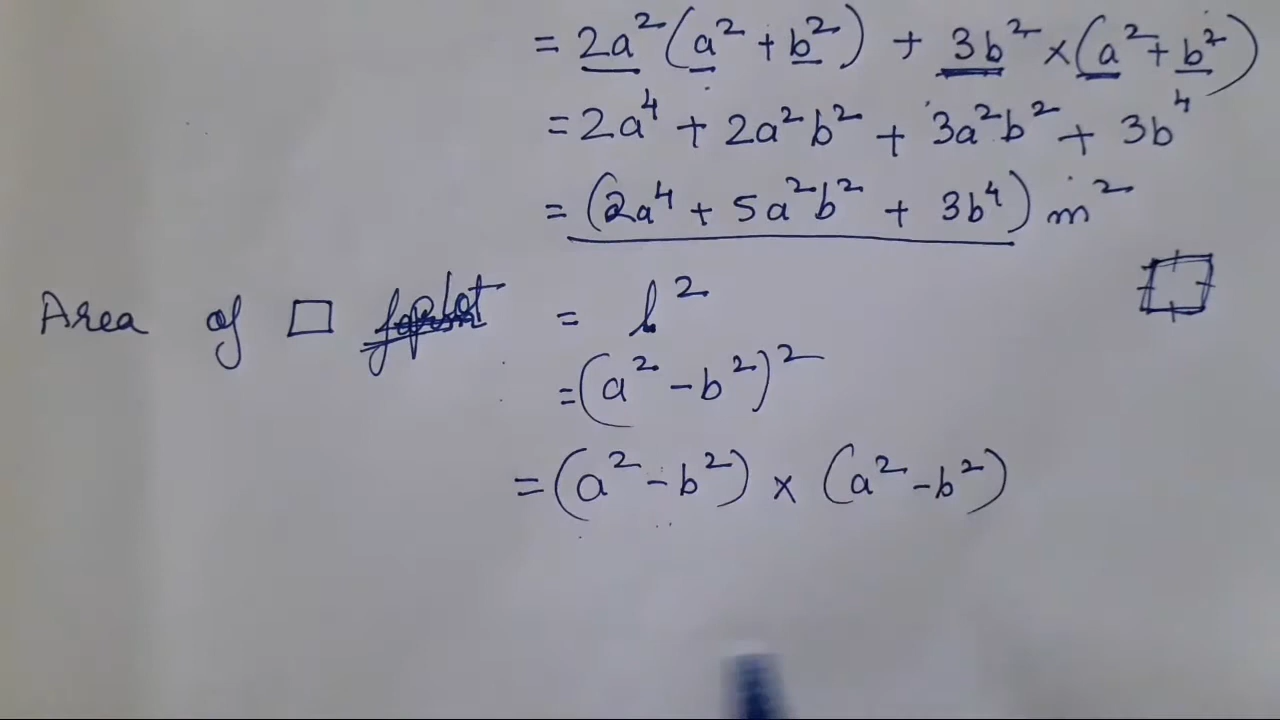 = 2a²(a² + b²) + 3b² × (a² + b²)
= 2a⁴ + 2a²b² + 3a²b² + 3b⁴
= (2a⁴ + 5a²b² + 3b⁴) m²
Area of □ = l²
= (a² - b²)²
= (a² - b²) × (a² - b²)